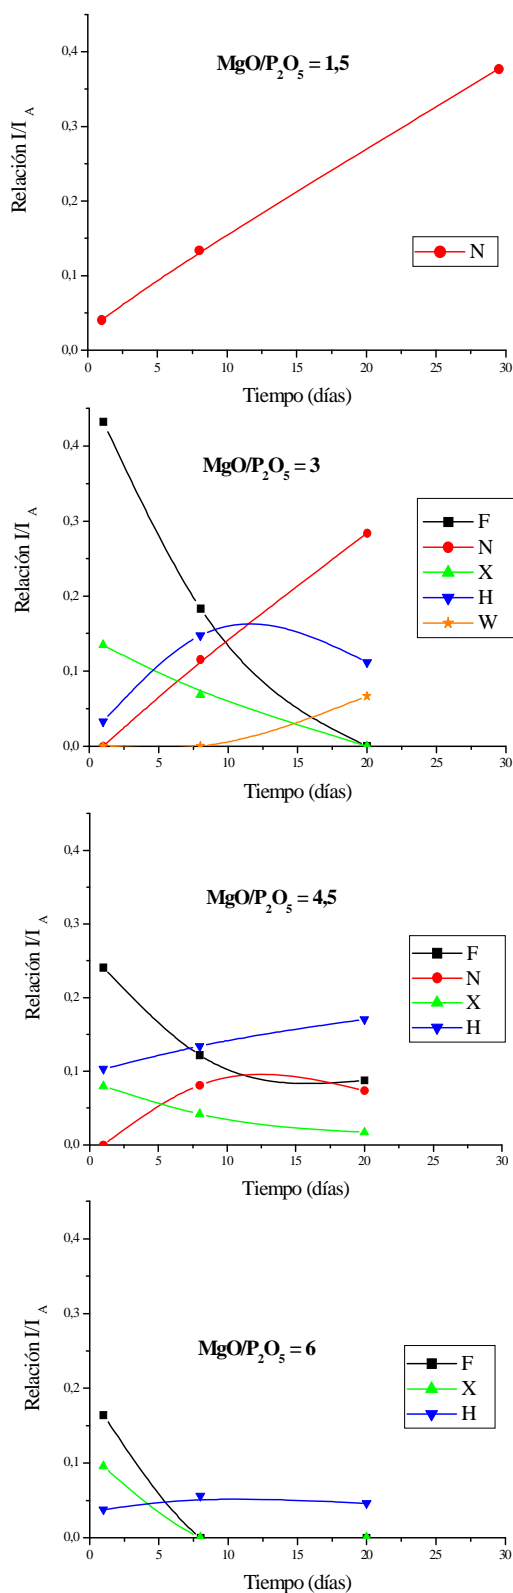 MgO/P2O5 = 1,5
Relación I/I A
0,4
0,3
0,2
0,1
0,0
N
0 5 10 15 20 25 30
Tiempo (días)
MgO/P2O5 = 3
Relación I/I A
0,4
0,3
0,2
0,1
0,0
F
N
X
H
W
0 5 10 15 20 25 30
Tiempo (días)
MgO/P2O5 = 4,5
Relación I/I A
0,4
0,3
0,2
0,1
0,0
F
N
X
H
0 5 10 15 20 25 30
Tiempo (días)
MgO/P2O5 = 6
Relación I/I A
0,4
0,3
0,2
0,1
0,0
F
X
H
0 5 10 15 20 25 30
Tiempo (días)